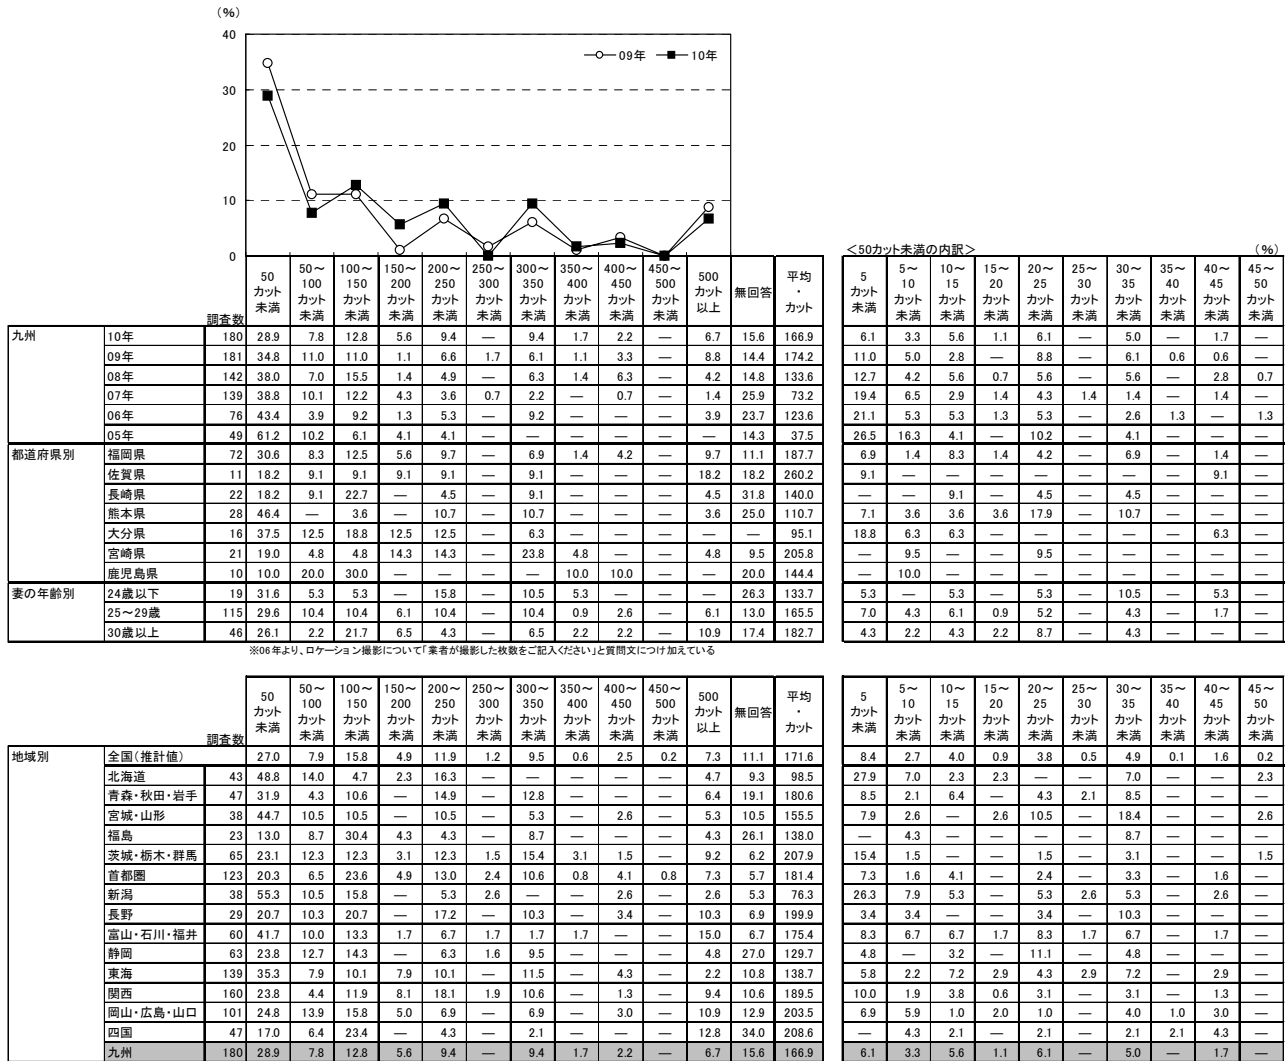 (%)
40
30
20
10
0
09年 10年
＜50カット未満の内訳＞ (%)
調査数 50カット未満 50～100カット未満 100～150カット未満 150～200カット未満 200～250カット未満 250～300カット未満 300～350カット未満 350～400カット未満 400～450カット未満 450～500カット未満 500カット以上 無回答 平均・カット 5カット未満 5～10カット未満 10～15カット未満 15～20カット未満 20～25カット未満 25～30カット未満 30～35カット未満 35～40カット未満 40～45カット未満 45～50カット未満
九州 10年 180 28.9 7.8 12.8 5.6 9.4 — 9.4 1.7 2.2 — 6.7 15.6 166.9 6.1 3.3 5.6 1.1 6.1 — 5.0 — 1.7 —
09年 181 34.8 11.0 11.0 1.1 6.6 1.7 6.1 1.1 3.3 — 8.8 14.4 174.2 11.0 5.0 2.8 — 8.8 — 6.1 0.6 0.6 —
08年 142 38.0 7.0 15.5 1.4 4.9 — 6.3 1.4 6.3 — 4.2 14.8 133.6 12.7 4.2 5.6 0.7 5.6 — 5.6 — 2.8 0.7
07年 139 38.8 10.1 12.2 4.3 3.6 0.7 2.2 — 0.7 — 1.4 25.9 73.2 19.4 6.5 2.9 1.4 4.3 1.4 1.4 — 1.4 —
06年 76 43.4 3.9 9.2 1.3 5.3 — 9.2 — — — 3.9 23.7 123.6 21.1 5.3 5.3 1.3 5.3 — 2.6 1.3 — 1.3
05年 49 61.2 10.2 6.1 4.1 4.1 — — — — — — 14.3 37.5 26.5 16.3 4.1 — 10.2 — 4.1 — — —
都道府県別 福岡県 72 30.6 8.3 12.5 5.6 9.7 — 6.9 1.4 4.2 — 9.7 11.1 187.7 6.9 1.4 8.3 1.4 4.2 — 6.9 — 1.4 —
佐賀県 11 18.2 9.1 9.1 9.1 9.1 — 9.1 — — — 18.2 18.2 260.2 9.1 — — — — — — — 9.1 —
長崎県 22 18.2 9.1 22.7 — 4.5 — 9.1 — — — 4.5 31.8 140.0 — — 9.1 — 4.5 — 4.5 — — —
熊本県 28 46.4 — 3.6 — 10.7 — 10.7 — — — 3.6 25.0 110.7 7.1 3.6 3.6 3.6 17.9 — 10.7 — — —
大分県 16 37.5 12.5 18.8 12.5 12.5 — 6.3 — — — — — 95.1 18.8 6.3 6.3 — — — — — 6.3 —
宮崎県 21 19.0 4.8 4.8 14.3 14.3 — 23.8 4.8 — — 4.8 9.5 205.8 — 9.5 — — 9.5 — — — — —
鹿児島県 10 10.0 20.0 30.0 — — — — 10.0 10.0 — — 20.0 144.4 — 10.0 — — — — — — — —
妻の年齢別 24歳以下 19 31.6 5.3 5.3 — 15.8 — 10.5 5.3 — — — 26.3 133.7 5.3 — 5.3 — 5.3 — 10.5 — 5.3 —
25～29歳 115 29.6 10.4 10.4 6.1 10.4 — 10.4 0.9 2.6 — 6.1 13.0 165.5 7.0 4.3 6.1 0.9 5.2 — 4.3 — 1.7 —
30歳以上 46 26.1 2.2 21.7 6.5 4.3 — 6.5 2.2 2.2 — 10.9 17.4 182.7 4.3 2.2 4.3 2.2 8.7 — 4.3 — — —
※06年より、ロケーション撮影について「業者が撮影した枚数をご記入ください」と質問文につけ加えている
調査数 50カット未満 50～100カット未満 100～150カット未満 150～200カット未満 200～250カット未満 250～300カット未満 300～350カット未満 350～400カット未満 400～450カット未満 450～500カット未満 500カット以上 無回答 平均・カット 5カット未満 5～10カット未満 10～15カット未満 15～20カット未満 20～25カット未満 25～30カット未満 30～35カット未満 35～40カット未満 40～45カット未満 45～50カット未満
地域別 全国(推計値) 27.0 7.9 15.8 4.9 11.9 1.2 9.5 0.6 2.5 0.2 7.3 11.1 171.6 8.4 2.7 4.0 0.9 3.8 0.5 4.9 0.1 1.6 0.2
北海道 43 48.8 14.0 4.7 2.3 16.3 — — — — — 4.7 9.3 98.5 27.9 7.0 2.3 2.3 — — 7.0 — — 2.3
青森・秋田・岩手 47 31.9 4.3 10.6 — 14.9 — 12.8 — — — 6.4 19.1 180.6 8.5 2.1 6.4 — 4.3 2.1 8.5 — — —
宮城・山形 38 44.7 10.5 10.5 — 10.5 — 5.3 — 2.6 — 5.3 10.5 155.5 7.9 2.6 — 2.6 10.5 — 18.4 — — 2.6
福島 23 13.0 8.7 30.4 4.3 4.3 — 8.7 — — — 4.3 26.1 138.0 — 4.3 — — — — 8.7 — — —
茨城・栃木・群馬 65 23.1 12.3 12.3 3.1 12.3 1.5 15.4 3.1 1.5 — 9.2 6.2 207.9 15.4 1.5 — — 1.5 — 3.1 — — 1.5
首都圏 123 20.3 6.5 23.6 4.9 13.0 2.4 10.6 0.8 4.1 0.8 7.3 5.7 181.4 7.3 1.6 4.1 — 2.4 — 3.3 — 1.6 —
新潟 38 55.3 10.5 15.8 — 5.3 2.6 — — 2.6 — 2.6 5.3 76.3 26.3 7.9 5.3 — 5.3 2.6 5.3 — 2.6 —
長野 29 20.7 10.3 20.7 — 17.2 — 10.3 — 3.4 — 10.3 6.9 199.9 3.4 3.4 — — 3.4 — 10.3 — — —
富山・石川・福井 60 41.7 10.0 13.3 1.7 6.7 1.7 1.7 1.7 — — 15.0 6.7 175.4 8.3 6.7 6.7 1.7 8.3 1.7 6.7 — 1.7 —
静岡 63 23.8 12.7 14.3 — 6.3 1.6 9.5 — — — 4.8 27.0 129.7 4.8 — 3.2 — 11.1 — 4.8 — — —
東海 139 35.3 7.9 10.1 7.9 10.1 — 11.5 — 4.3 — 2.2 10.8 138.7 5.8 2.2 7.2 2.9 4.3 2.9 7.2 — 2.9 —
関西 160 23.8 4.4 11.9 8.1 18.1 1.9 10.6 — 1.3 — 9.4 10.6 189.5 10.0 1.9 3.8 0.6 3.1 — 3.1 — 1.3 —
岡山・広島・山口 101 24.8 13.9 15.8 5.0 6.9 — 6.9 — 3.0 — 10.9 12.9 203.5 6.9 5.9 1.0 2.0 1.0 — 4.0 1.0 3.0 —
四国 47 17.0 6.4 23.4 — 4.3 — 2.1 — — — 12.8 34.0 208.6 — 4.3 2.1 — 2.1 — 2.1 2.1 4.3 —
九州 180 28.9 7.8 12.8 5.6 9.4 — 9.4 1.7 2.2 — 6.7 15.6 166.9 6.1 3.3 5.6 1.1 6.1 — 5.0 — 1.7 —